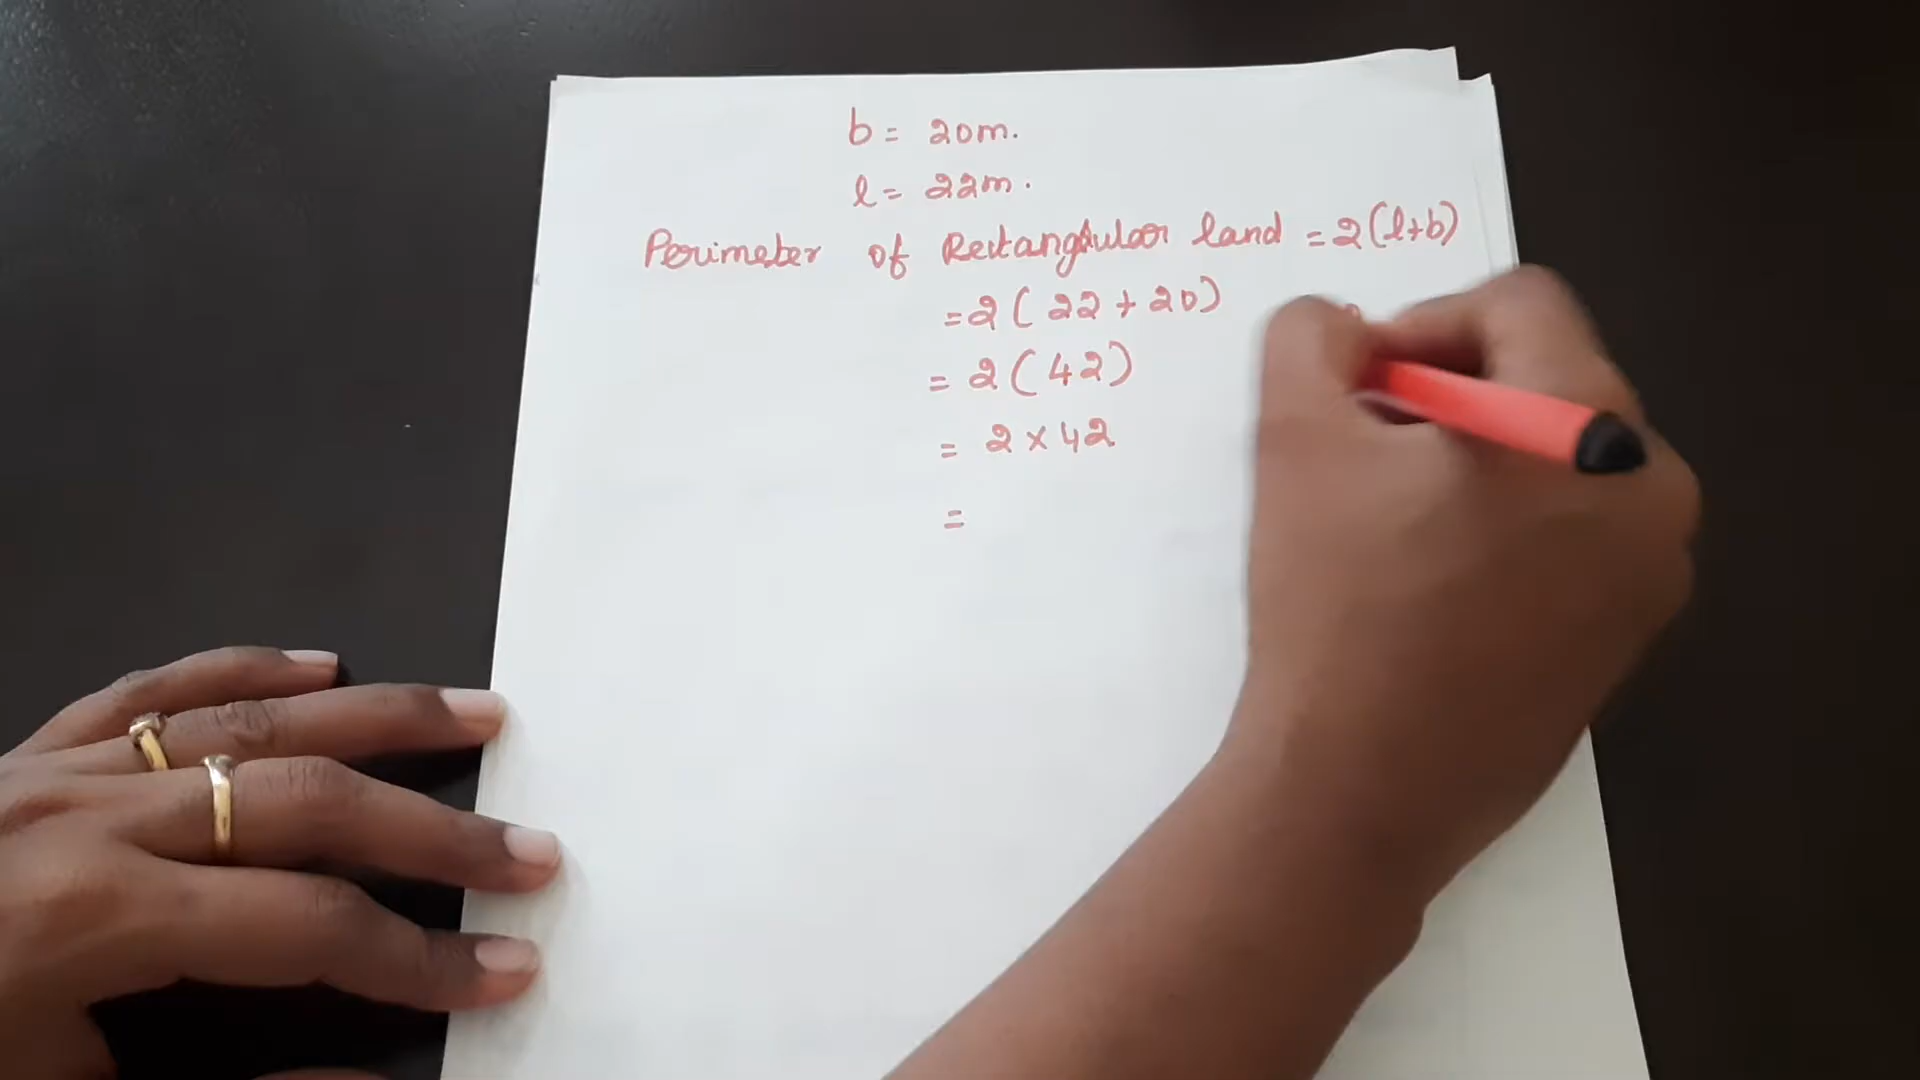 b = 20m.
l = 22m.
Perimeter of Rectangular land = 2(l+b)
= 2 ( 22 + 20)
= 2 ( 42)
= 2 × 42
=